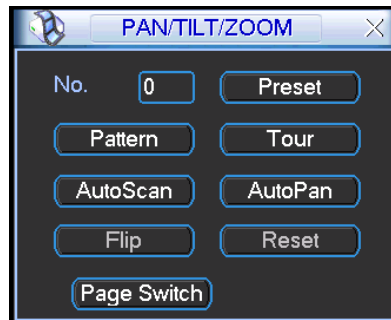 PAN/TILT/ZOOM
No. 0 Preset
Pattern Tour
AutoScan AutoPan
Flip Reset
Page Switch